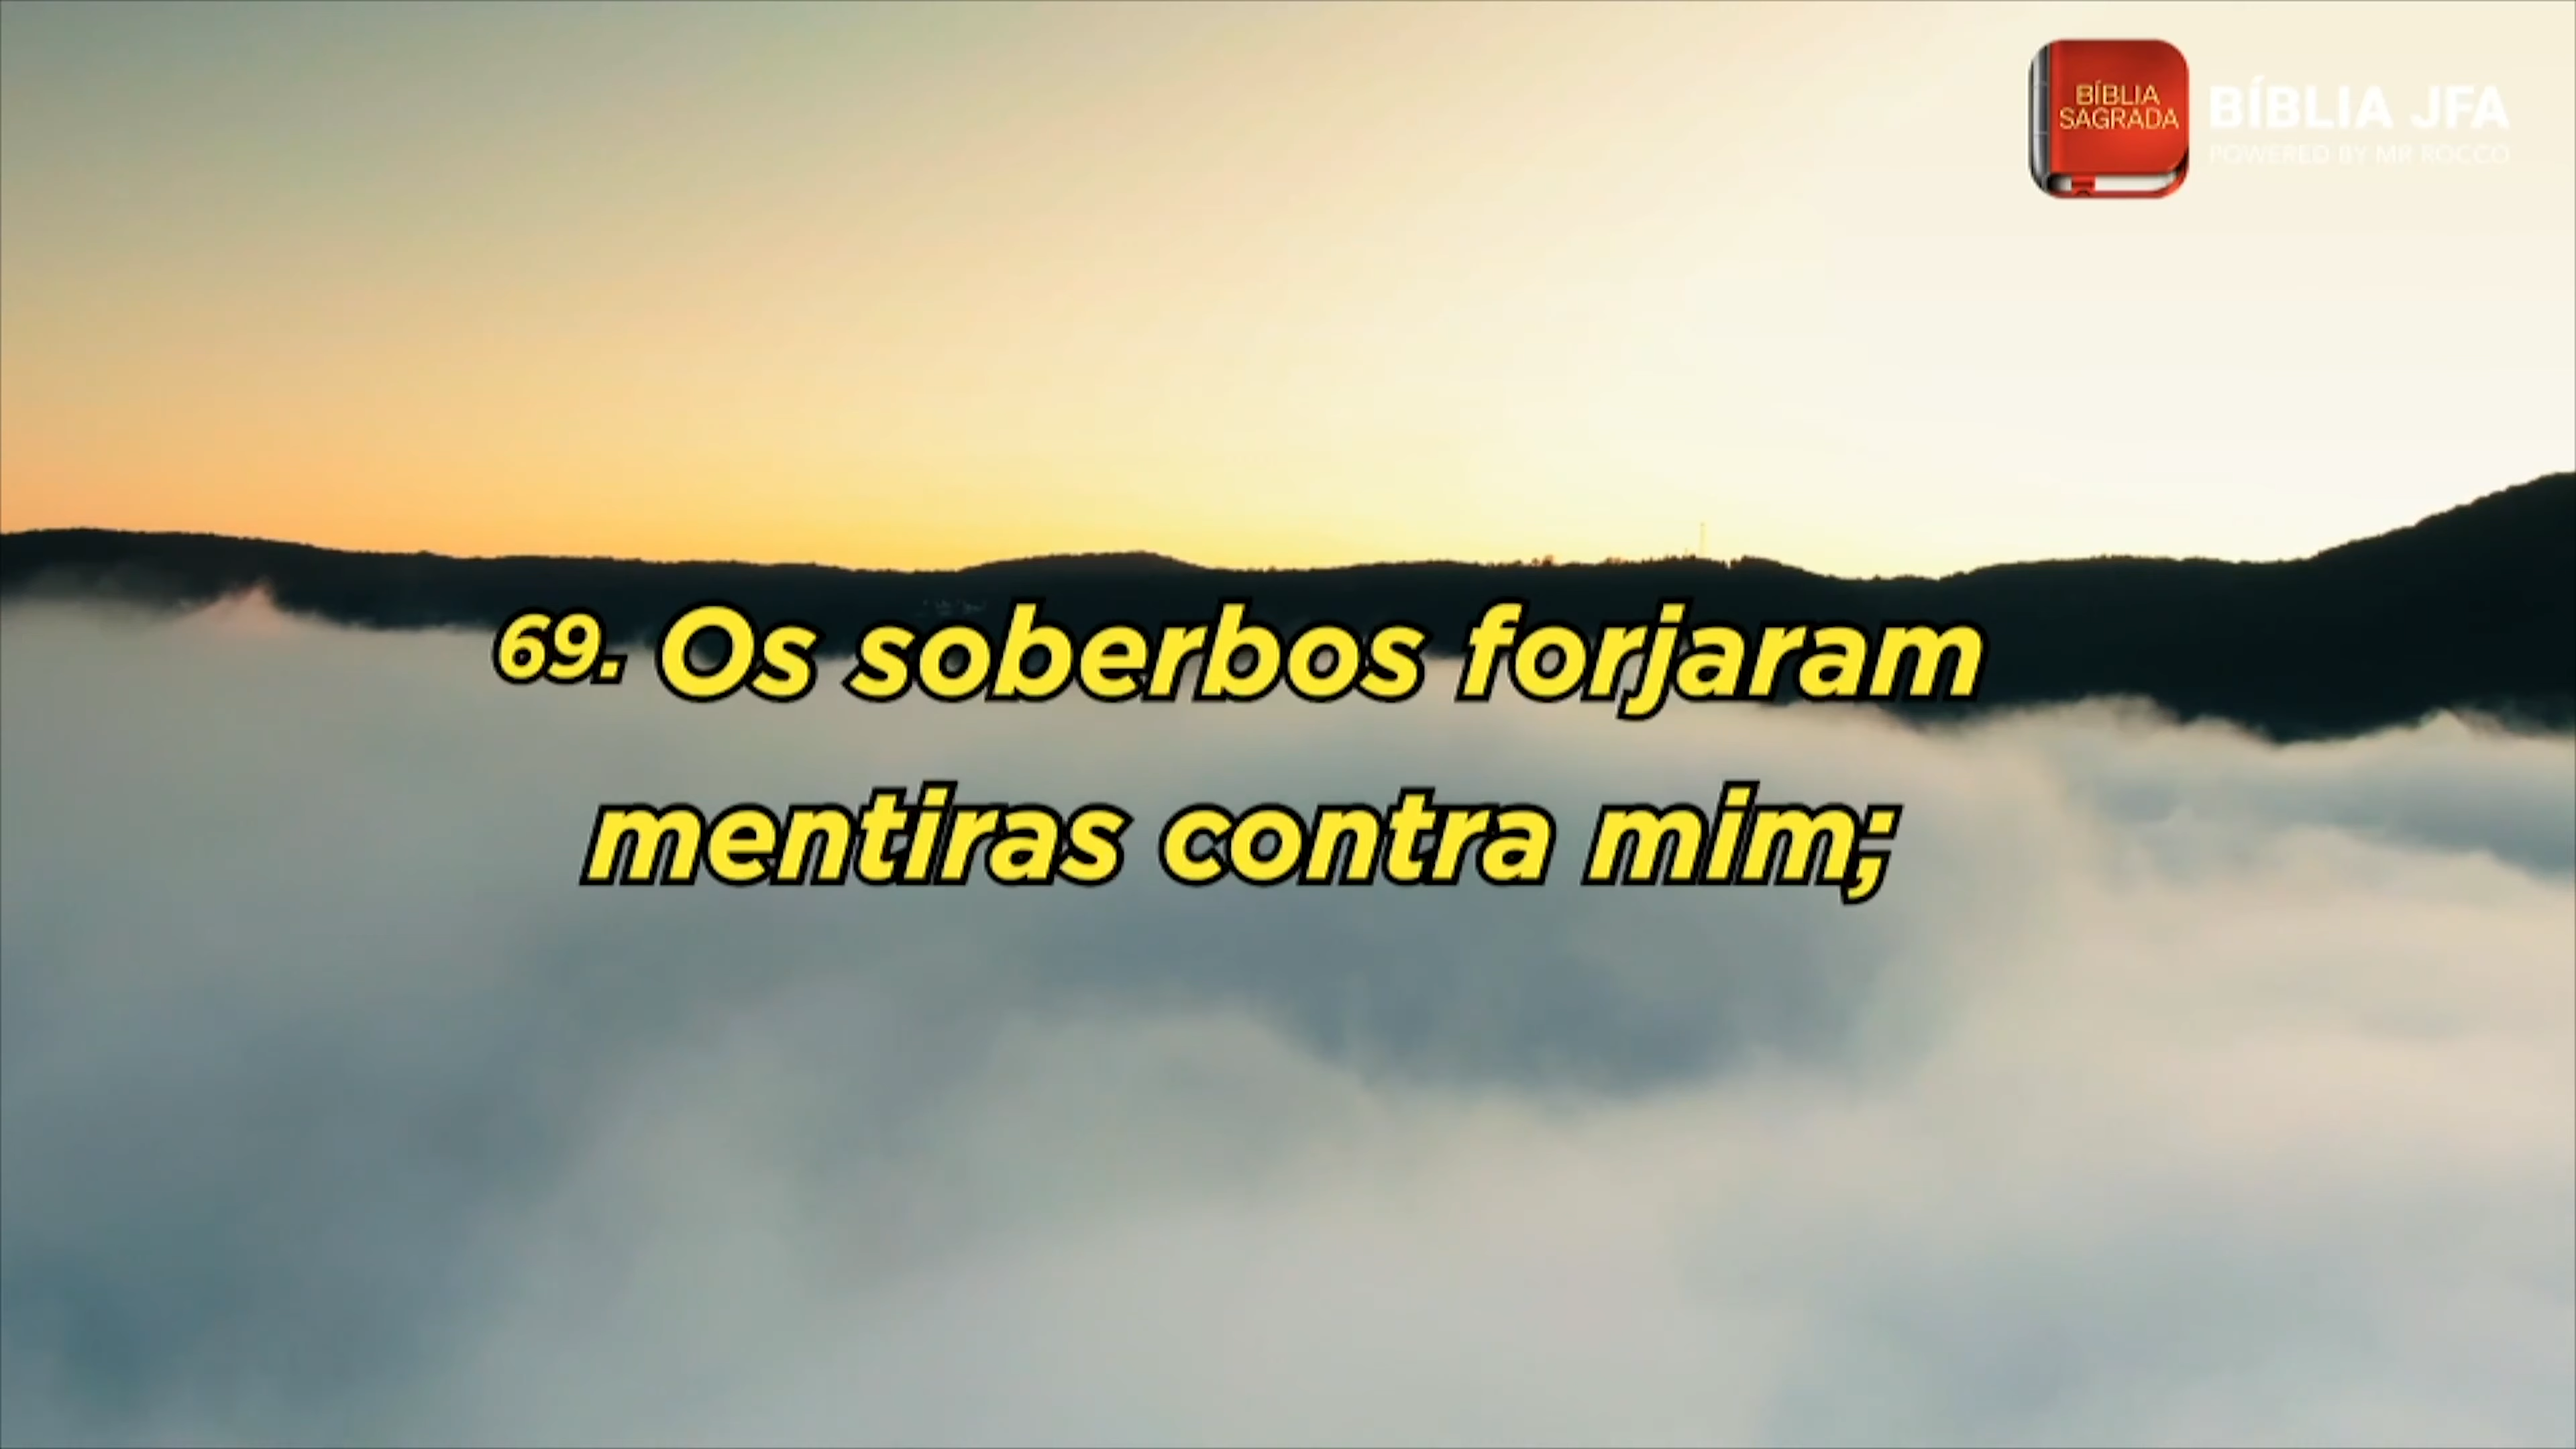 BÍBLIA
SAGRADA
BÍBLIA JFA
POWERED BY MR ROCCO
69. Os soberbos forjaram
mentiras contra mim;